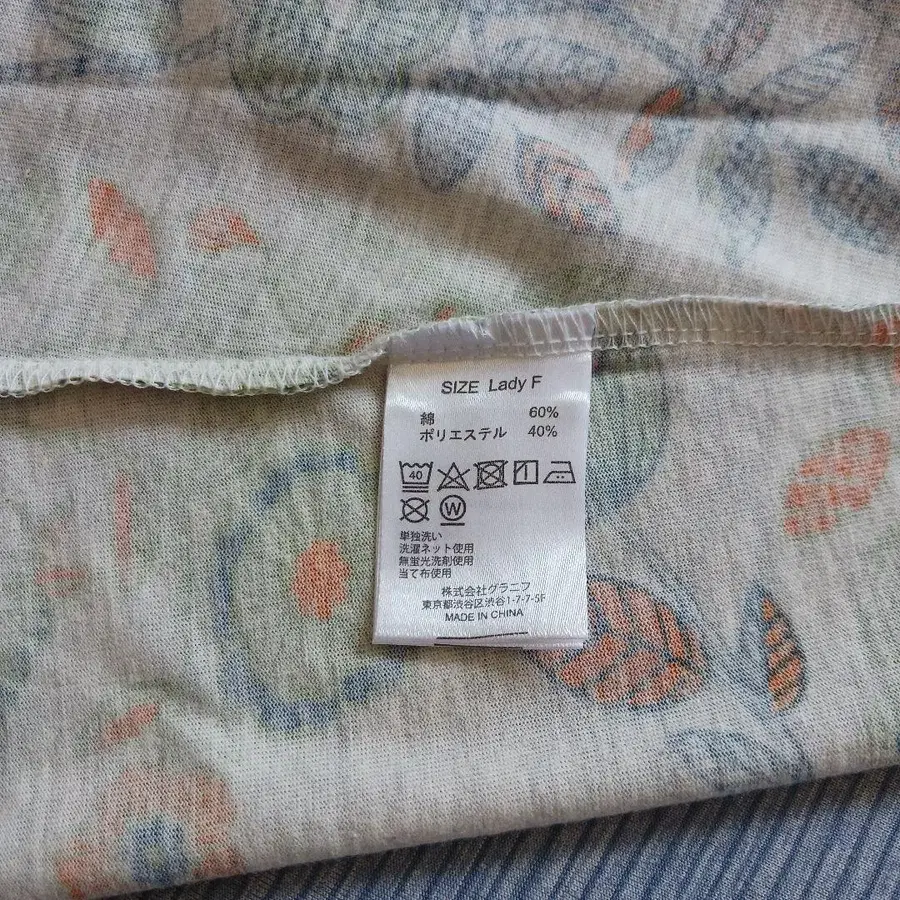 SIZE Lady F
綿 60%
ポリエステル 40%
40
W
単独洗い
洗濯ネット使用
無蛍光洗剤使用
当て布使用
株式会社グラニフ
東京都渋谷区渋谷1-7-7-5F
MADE IN CHINA